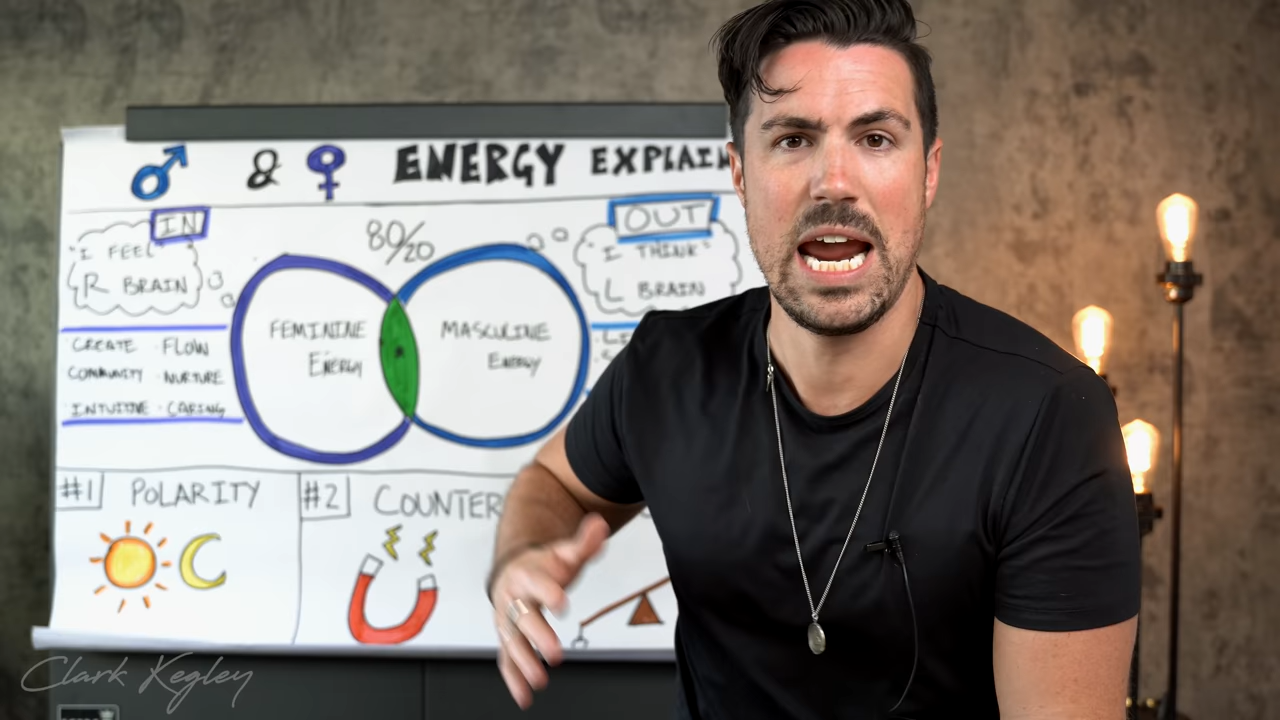 ♂ & ♀ ENERGY EXPLAIN
IN
"I FEEL
R BRAIN
80/20
OUT
I THINK"
L BRAIN
FEMININE
ENERGY
MASCULINE
ENERGY
CREATE · FLOW
COMMUNITY · NURTURE
· INTUITIVE · CARING
#1 POLARITY
#2 COUNTER
Clark Kegley